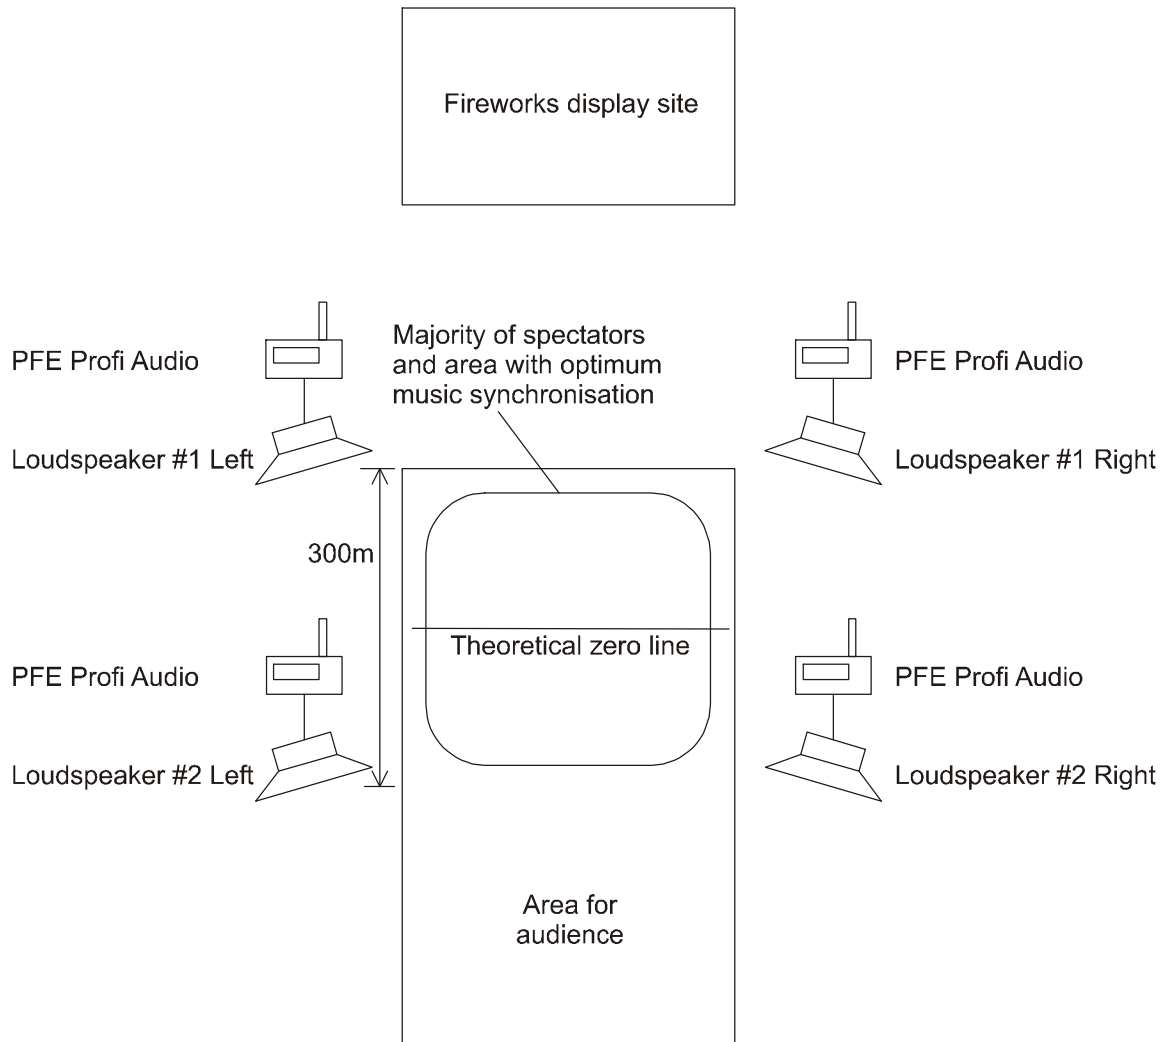 Fireworks display site
Majority of spectators
and area with optimum
music synchronisation
PFE Profi Audio
PFE Profi Audio
Loudspeaker #1 Left
Loudspeaker #1 Right
300m
Theoretical zero line
PFE Profi Audio
PFE Profi Audio
Loudspeaker #2 Left
Loudspeaker #2 Right
Area for
audience